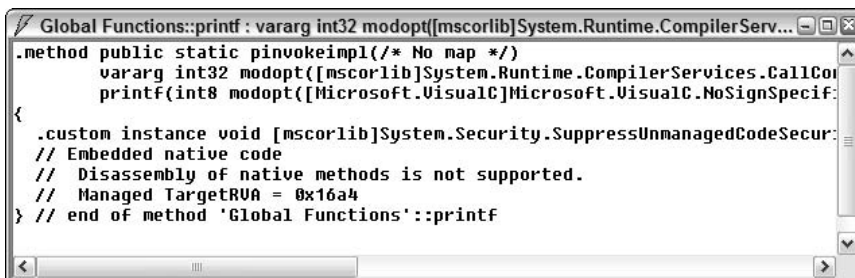 Global Functions::printf : vararg int32 modopt([mscorlib]System.Runtime.CompilerServ...
.method public static pinvokeimpl(/* No map */)
vararg int32 modopt([mscorlib]System.Runtime.CompilerServices.CallCon
printf(int8 modopt([Microsoft.VisualC]Microsoft.VisualC.NoSignSpecifi
{
.custom instance void [mscorlib]System.Security.SuppressUnmanagedCodeSecuri
// Embedded native code
// Disassembly of native methods is not supported.
// Managed TargetRVA = 0x16a4
} // end of method 'Global Functions'::printf